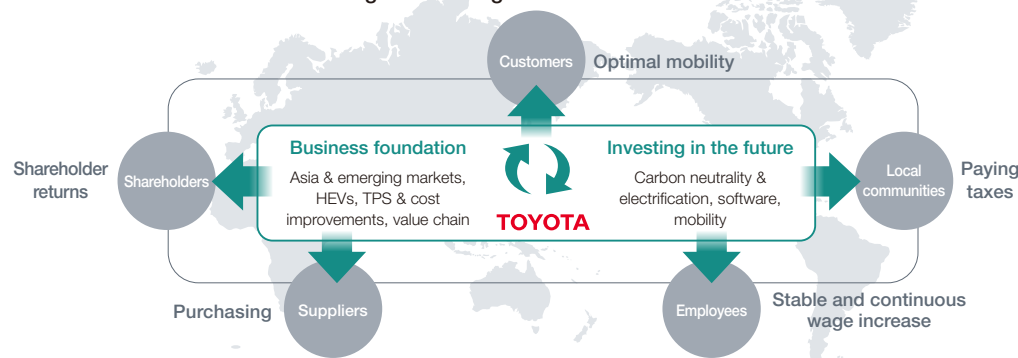 Customers
Optimal mobility
Business foundation
Asia & emerging markets,
HEVs, TPS & cost
improvements, value chain
TOYOTA
Investing in the future
Carbon neutrality &
electrification, software,
mobility
Shareholder
returns
Shareholders
Local
communities
Paying
taxes
Purchasing
Suppliers
Employees
Stable and continuous
wage increase